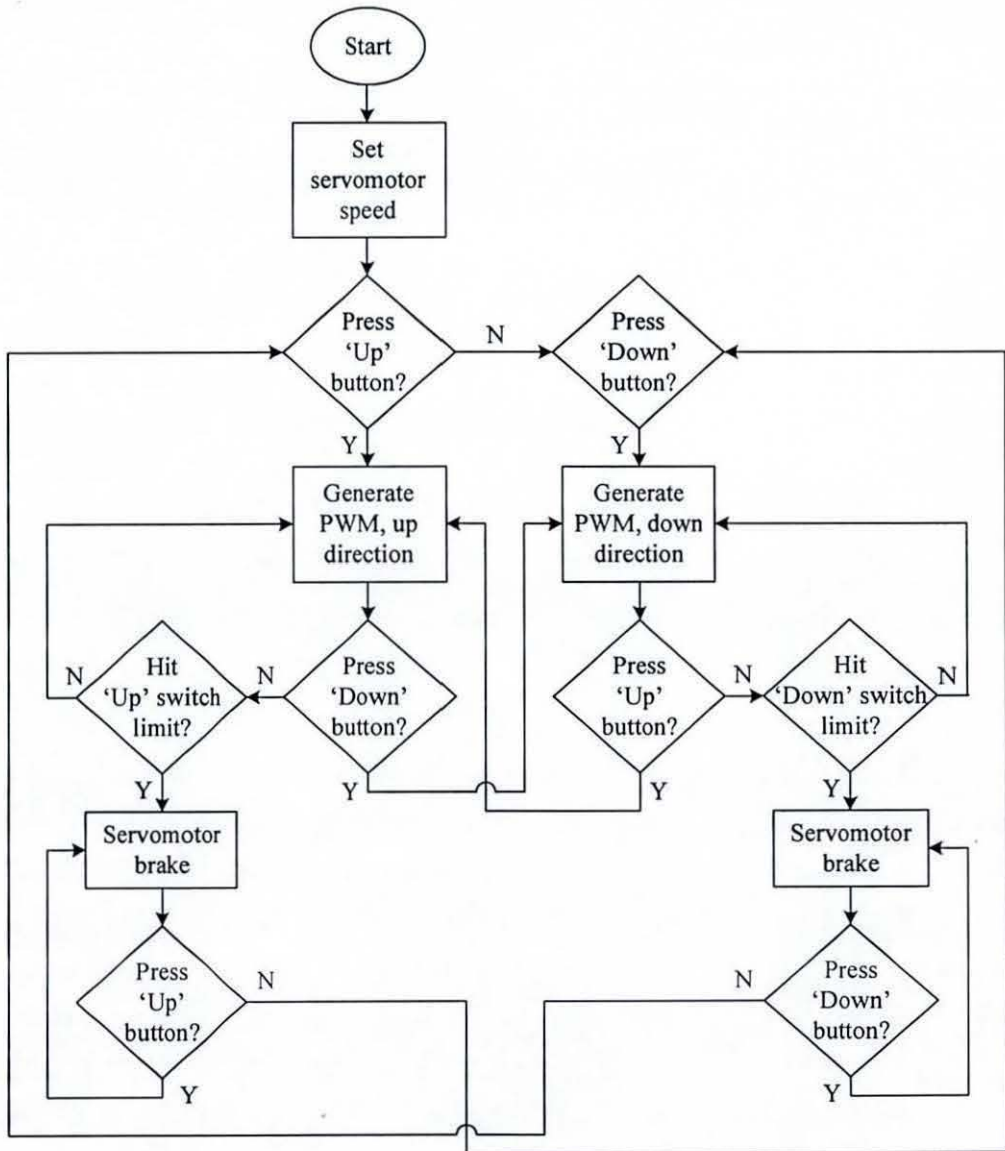 Start
Set
servomotor
speed
Press
‘Up’
button?
N
Press
‘Down’
button?
Y
Y
Generate
PWM, up
direction
Generate
PWM, down
direction
N
Hit
‘Up’ switch
limit?
N
Press
‘Down’
button?
Press
‘Up’
button?
N
Hit
‘Down’ switch
limit?
N
Y
Y
Y
Y
Servomotor
brake
Servomotor
brake
Press
‘Up’
button?
N
N
Press
‘Down’
button?
Y
Y